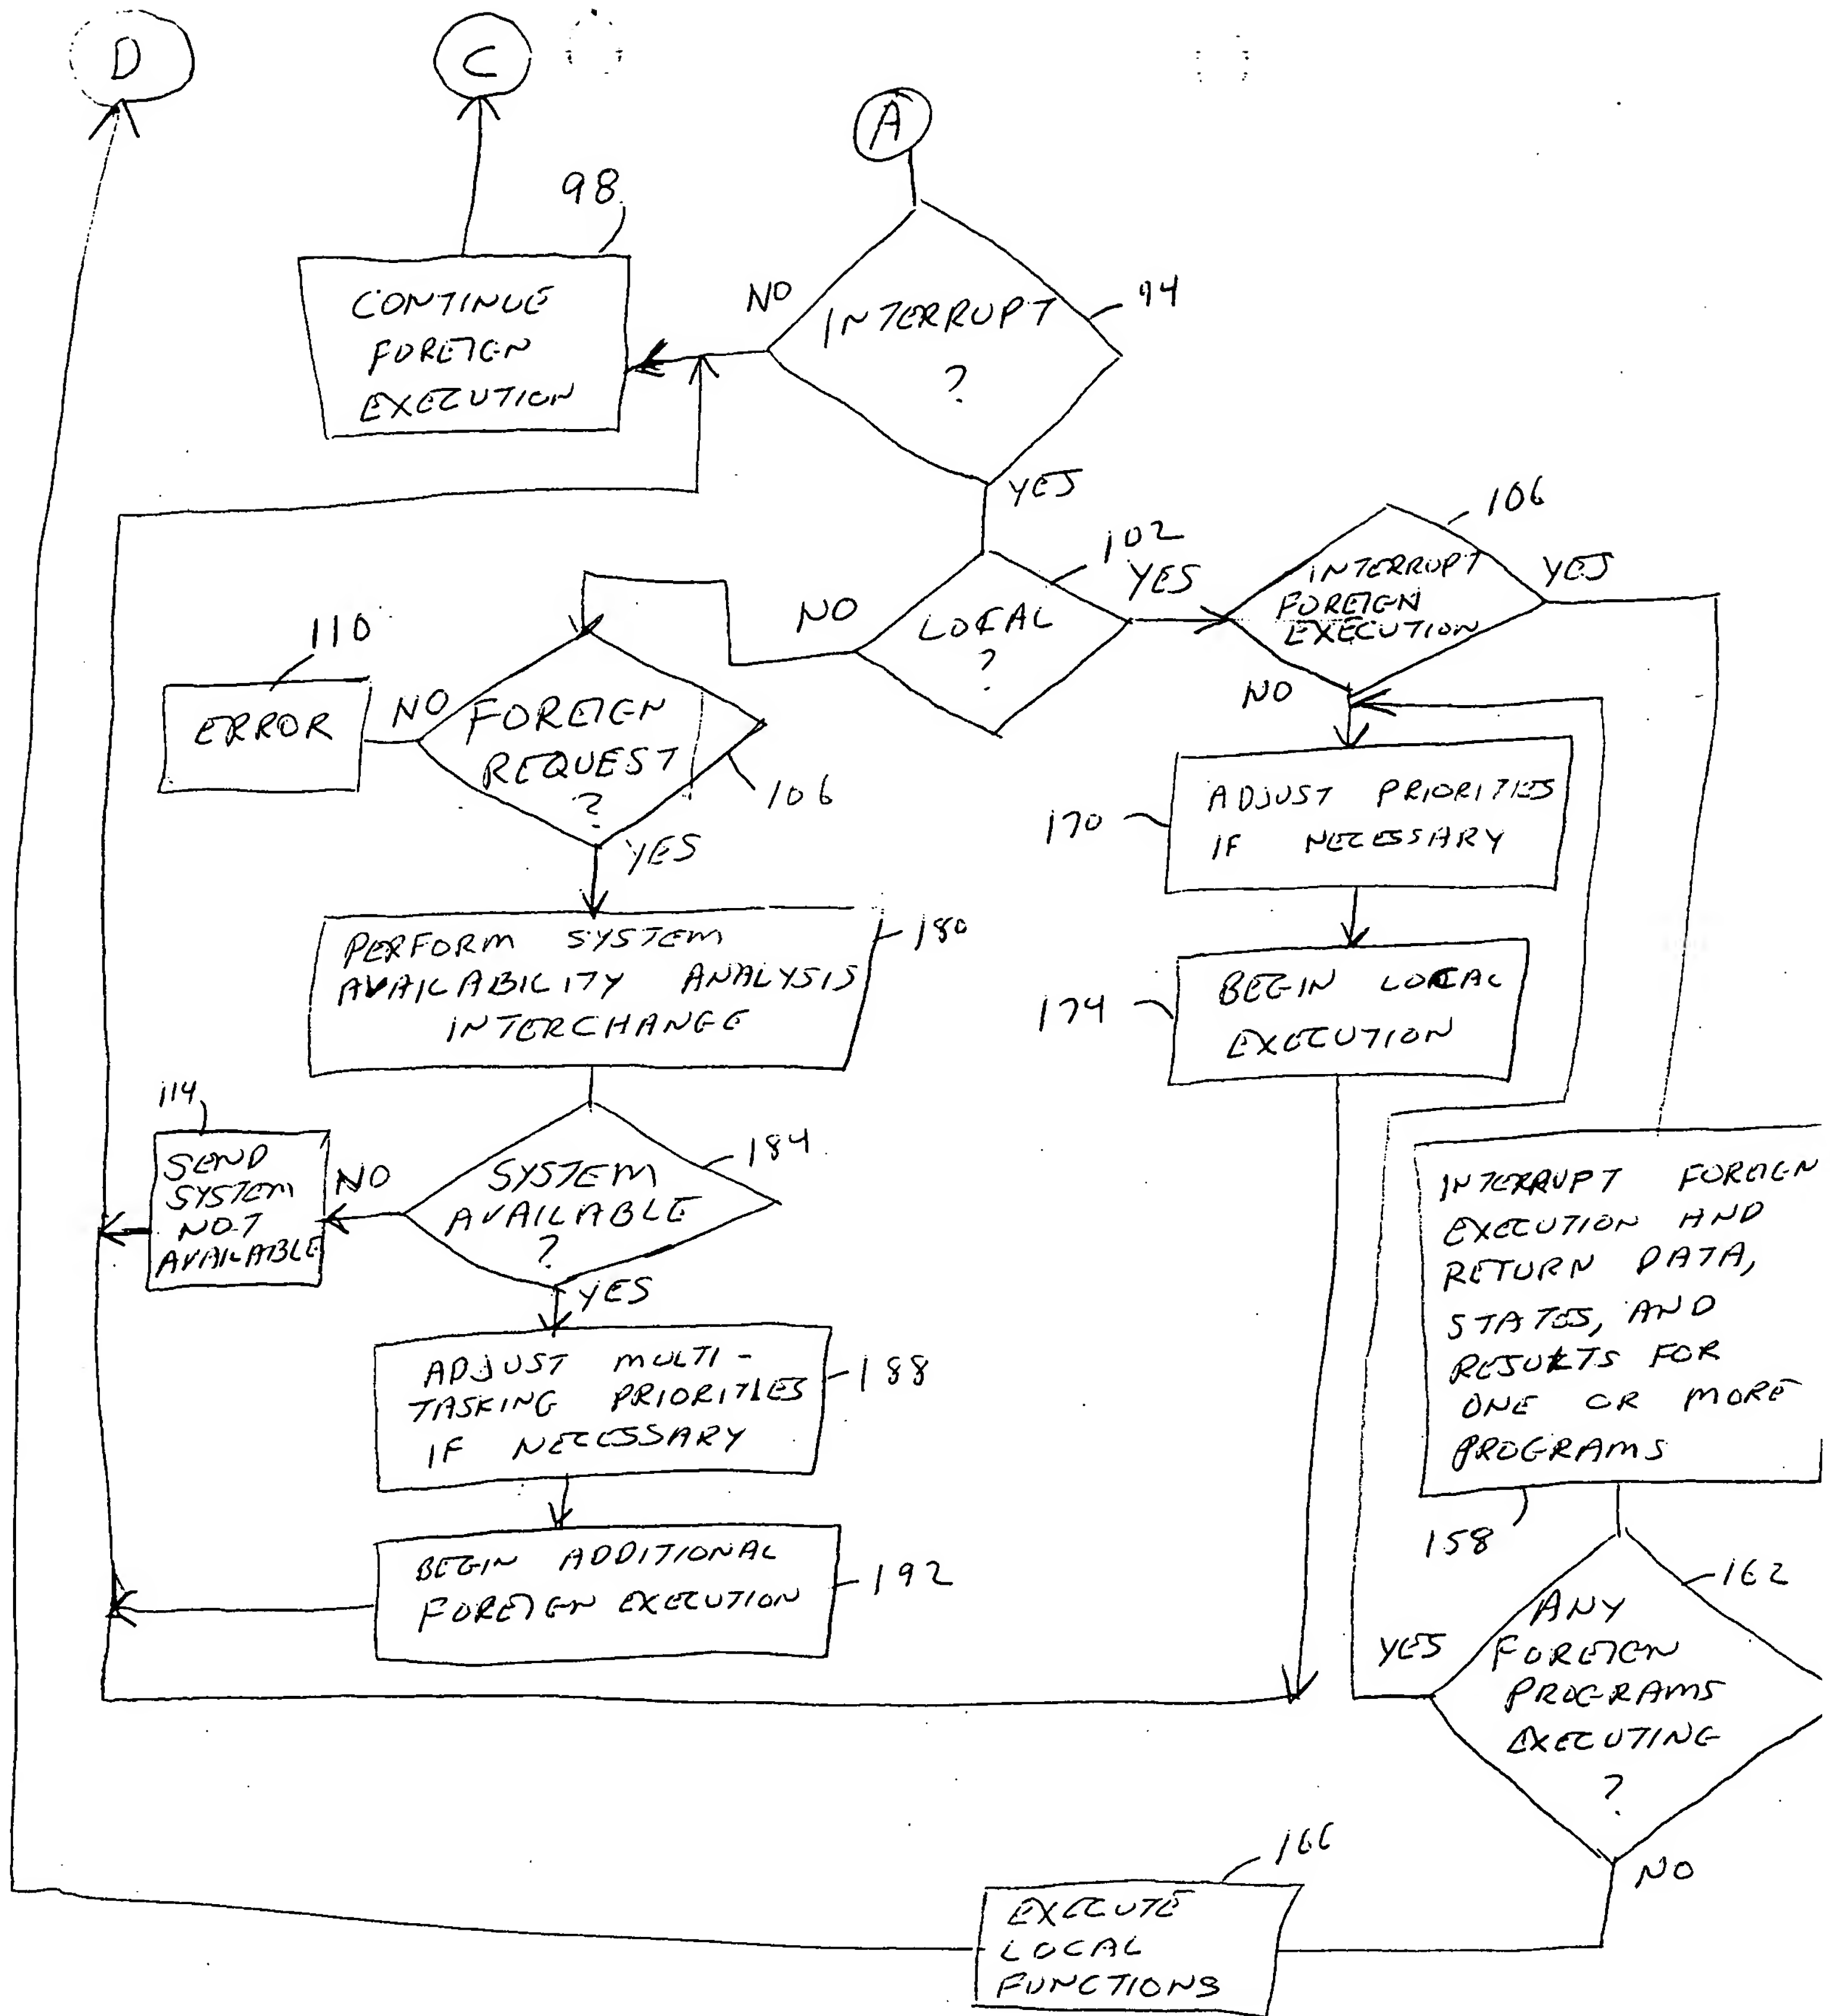 D
C
A
98
CONTINUE
FOREIGN
EXECUTION
NO
INTERRUPT
?
94
YES
102
YES
NO
LOCAL
?
106
INTERRUPT
FOREIGN
EXECUTION
YES
NO
110
ERROR
NO
FOREIGN
REQUEST
?
106
YES
170
ADJUST PRIORITIES
IF NECESSARY
PERFORM SYSTEM
AVAILABILITY ANALYSIS
INTERCHANGE
180
174
BEGIN LOCAL
EXECUTION
114
SEND
SYSTEM
NOT
AVAILABLE
NO
SYSTEM
AVAILABLE
?
184
YES
INTERRUPT FOREIGN
EXECUTION AND
RETURN DATA,
STATES, AND
RESULTS FOR
ONE OR MORE
PROGRAMS
158
ADJUST MULTI-
TASKING PRIORITIES
IF NECESSARY
188
BEGIN ADDITIONAL
FOREIGN EXECUTION
192
162
YES
ANY
FOREIGN
PROGRAMS
EXECUTING
?
NO
166
EXECUTE
LOCAL
FUNCTIONS